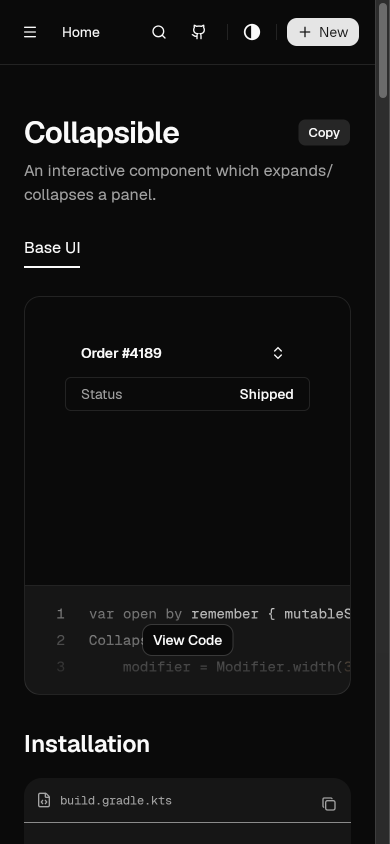 Home
New
Collapsible
Copy
An interactive component which expands/
collapses a panel.
Base UI
Order #4189
Status Shipped
1 var open by remember { mutableS
2 Collaps
View Code
3 modifier = Modifier.width(3
Installation
build.gradle.kts